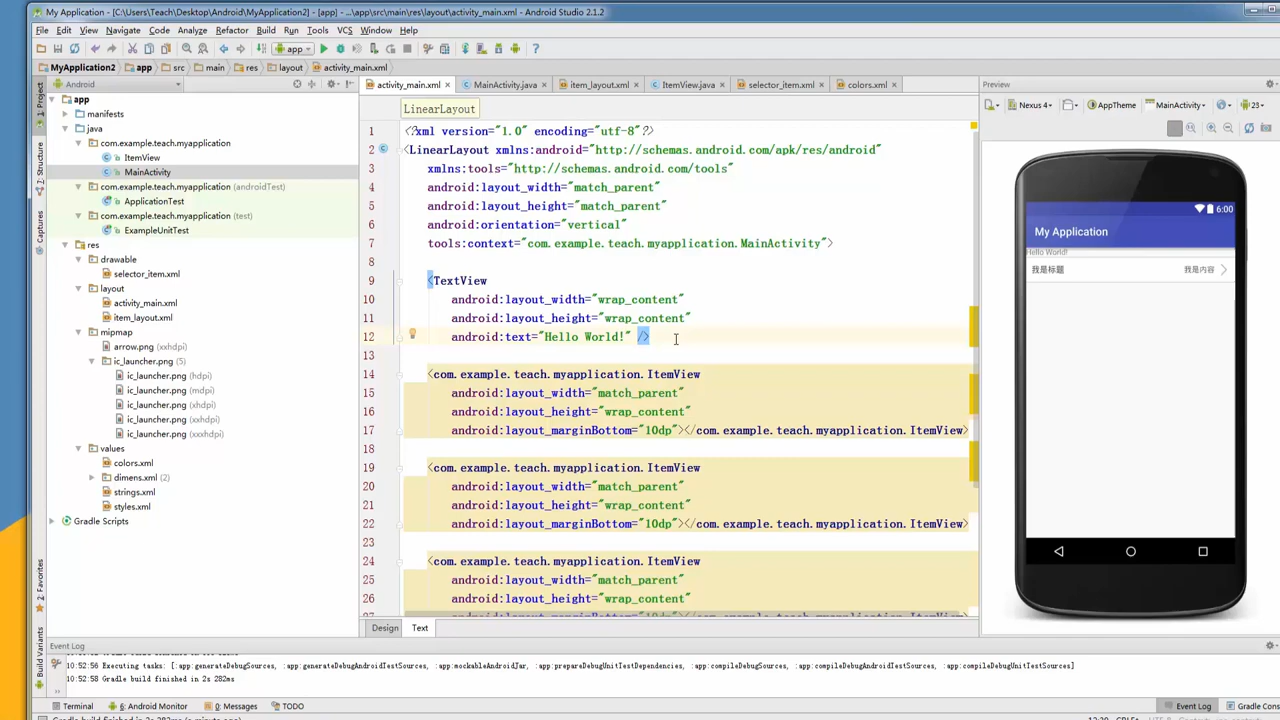 My Application - [C:\Users\Teach\Desktop\Android\MyApplication2] - [app] - ...\app\src\main\res\layout\activity_main.xml - Android Studio 2.1.2
File Edit View Navigate Code Analyze Refactor Build Run Tools VCS Window Help
app
MyApplication2 app src main res layout activity_main.xml
Android
activity_main.xml MainActivity.java item_layout.xml ItemView.java selector_item.xml colors.xml
Preview
Nexus 4 AppTheme MainActivity 23
1: Project
7: Structure
Captures
2: Favorites
Build Variants
app
manifests
java
com.example.teach.myapplication
ItemView
MainActivity
com.example.teach.myapplication (androidTest)
ApplicationTest
com.example.teach.myapplication (test)
ExampleUnitTest
res
drawable
selector_item.xml
layout
activity_main.xml
item_layout.xml
mipmap
arrow.png (xxhdpi)
ic_launcher.png (5)
ic_launcher.png (hdpi)
ic_launcher.png (mdpi)
ic_launcher.png (xhdpi)
ic_launcher.png (xxhdpi)
ic_launcher.png (xxxhdpi)
values
colors.xml
dimens.xml (2)
strings.xml
styles.xml
Gradle Scripts
LinearLayout
1 <?xml version="1.0" encoding="utf-8"?>
2 <LinearLayout xmlns:android="http://schemas.android.com/apk/res/android"
3 xmlns:tools="http://schemas.android.com/tools"
4 android:layout_width="match_parent"
5 android:layout_height="match_parent"
6 android:orientation="vertical"
7 tools:context="com.example.teach.myapplication.MainActivity">
8
9 <TextView
10 android:layout_width="wrap_content"
11 android:layout_height="wrap_content"
12 android:text="Hello World!" />
13
14 <com.example.teach.myapplication.ItemView
15 android:layout_width="match_parent"
16 android:layout_height="wrap_content"
17 android:layout_marginBottom="10dp"></com.example.teach.myapplication.ItemView>
18
19 <com.example.teach.myapplication.ItemView
20 android:layout_width="match_parent"
21 android:layout_height="wrap_content"
22 android:layout_marginBottom="10dp"></com.example.teach.myapplication.ItemView>
23
24 <com.example.teach.myapplication.ItemView
25 android:layout_width="match_parent"
26 android:layout_height="wrap_content"
6:00
My Application
Hello World!
我是标题 我是内容
Design Text
Event Log
10:52:56 Executing tasks: [:app:generateDebugSources, :app:generateDebugAndroidTestSources, :app:mockableAndroidJar, :app:prepareDebugUnitTestDependencies, :app:compileDebugSources, :app:compileDebugAndroidTestSources, :app:compileDebugUnitTestSources]
10:52:58 Gradle build finished in 2s 282ms
Terminal 6: Android Monitor 0: Messages TODO Event Log Gradle Cons